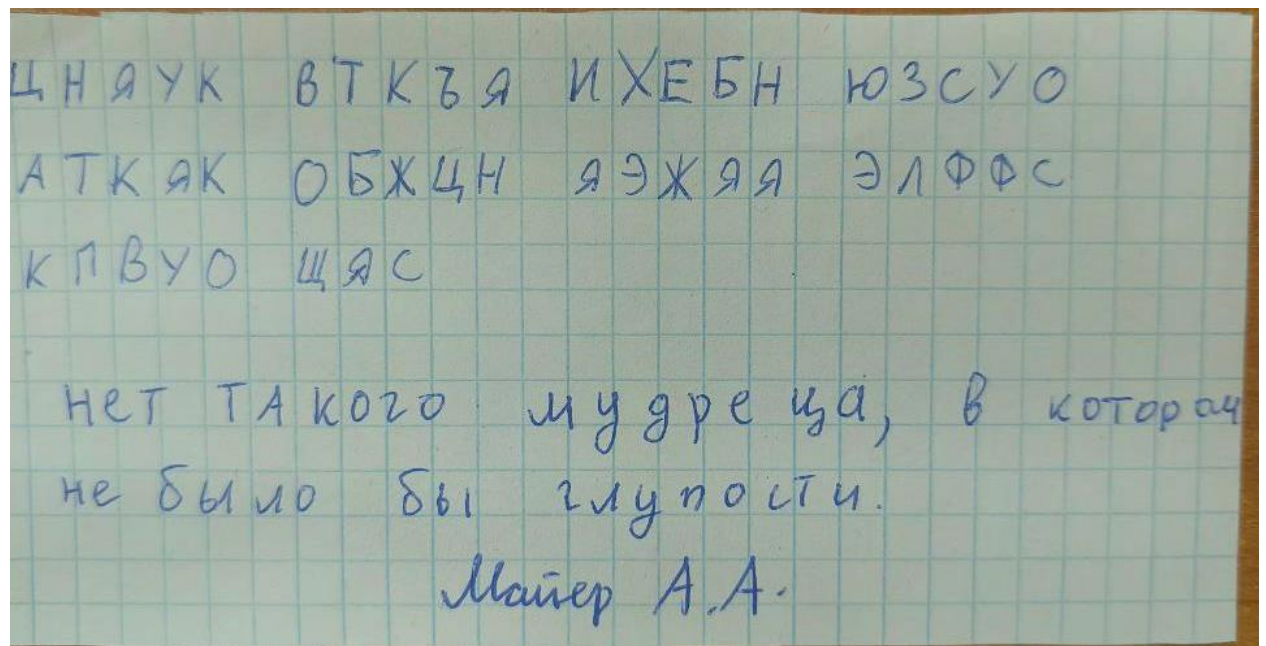 ЦНЯУК ВТКЪЯ ИХЕБН ЮЗСУО
АТКЯК ОБЖЦН ЯЭЖЯЯ ЭЛФФС
КПВУО ЩЯС
нет такого мудреца, в котором
не было бы глупости.
Майер А.А.